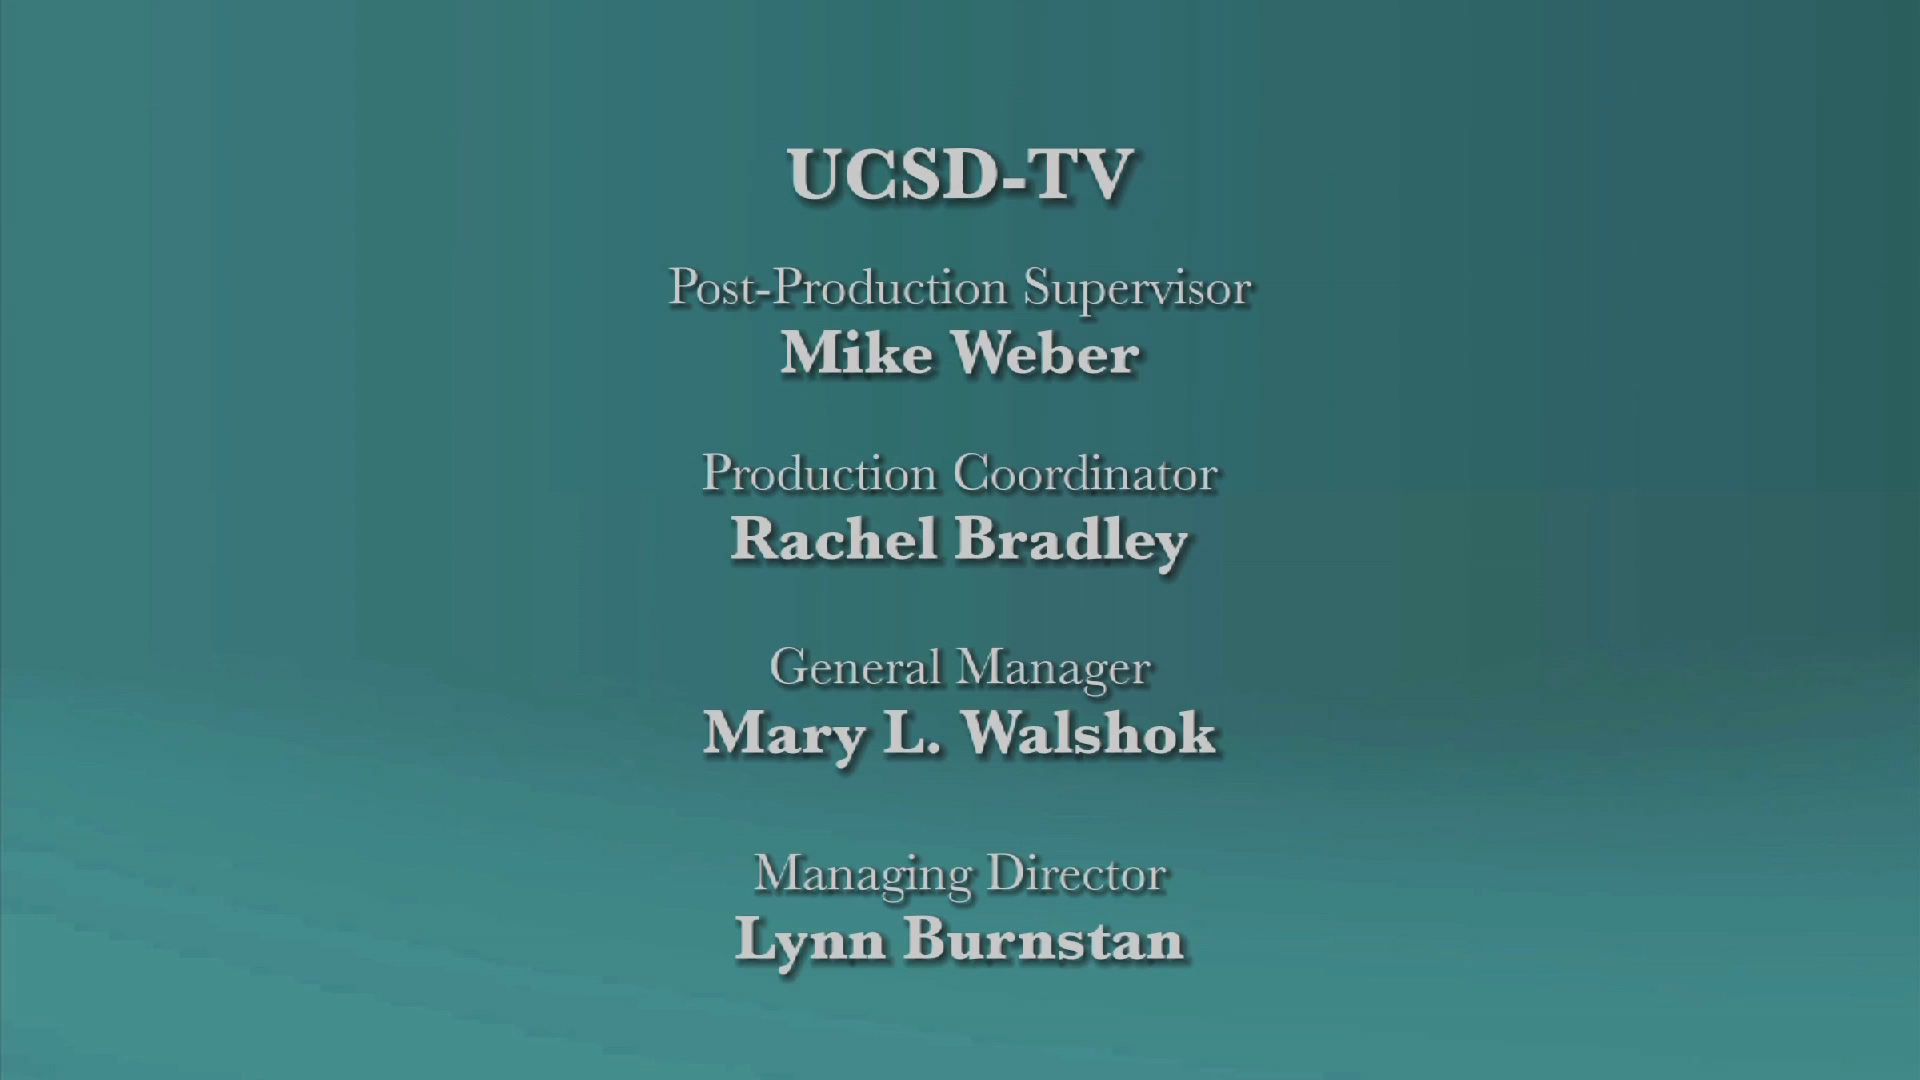 UCSD-TV
Post-Production Supervisor
Mike Weber
Production Coordinator
Rachel Bradley
General Manager
Mary L. Walshok
Managing Director
Lynn Burnstan